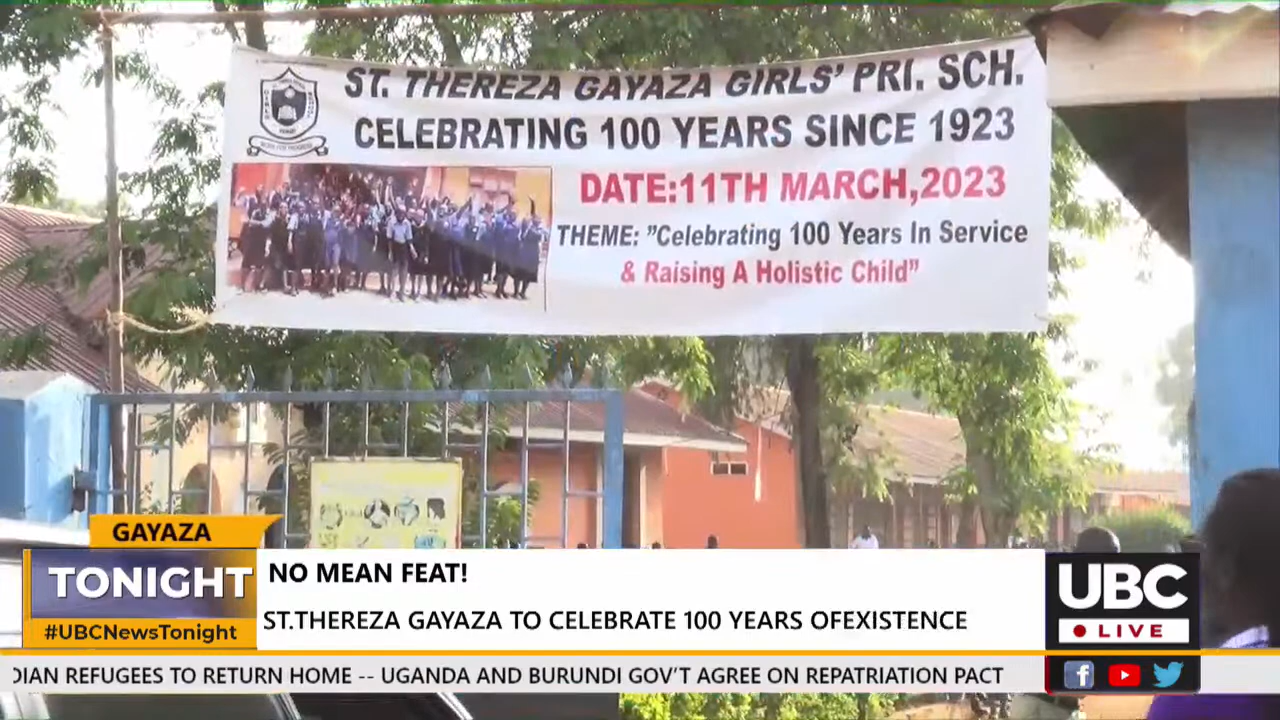 ST. THEREZA GAYAZA GIRLS' PRI. SCH.
CELEBRATING 100 YEARS SINCE 1923
DATE:11TH MARCH,2023
THEME: "Celebrating 100 Years In Service
& Raising A Holistic Child"
GAYAZA
TONIGHT
#UBCNewsTonight
NO MEAN FEAT!
ST.THEREZA GAYAZA TO CELEBRATE 100 YEARS OFEXISTENCE
UBC
LIVE
DIAN REFUGEES TO RETURN HOME -- UGANDA AND BURUNDI GOV'T AGREE ON REPATRIATION PACT